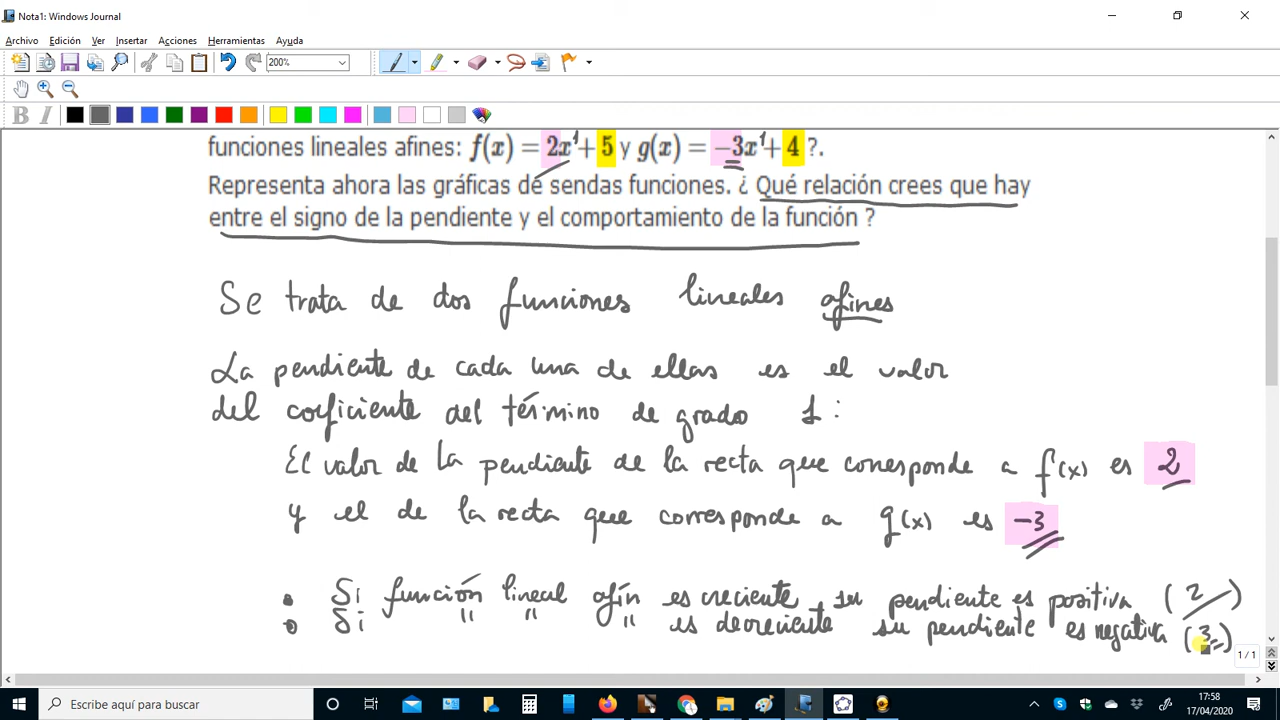 Nota1: Windows Journal
Archivo Edición Ver Insertar Acciones Herramientas Ayuda
200%
B I
funciones lineales afines: f(x) = 2x¹ + 5 y g(x) = −3x¹ + 4 ?.
Representa ahora las gráficas de sendas funciones. ¿ Qué relación crees que hay
entre el signo de la pendiente y el comportamiento de la función ?
Se trata de dos funciones lineales afines
La pendiente de cada una de ellas es el valor
del coeficiente del término de grado 1:
El valor de la pendiente de la recta que corresponde a f(x) es 2
y el de la recta que corresponde a g(x) es −3
• Si función lineal afín es creciente, su pendiente es positiva (2)
• Si " " " es decreciente su pendiente es negativa (3)
1 / 1
Escribe aquí para buscar
17:58
17/04/2020